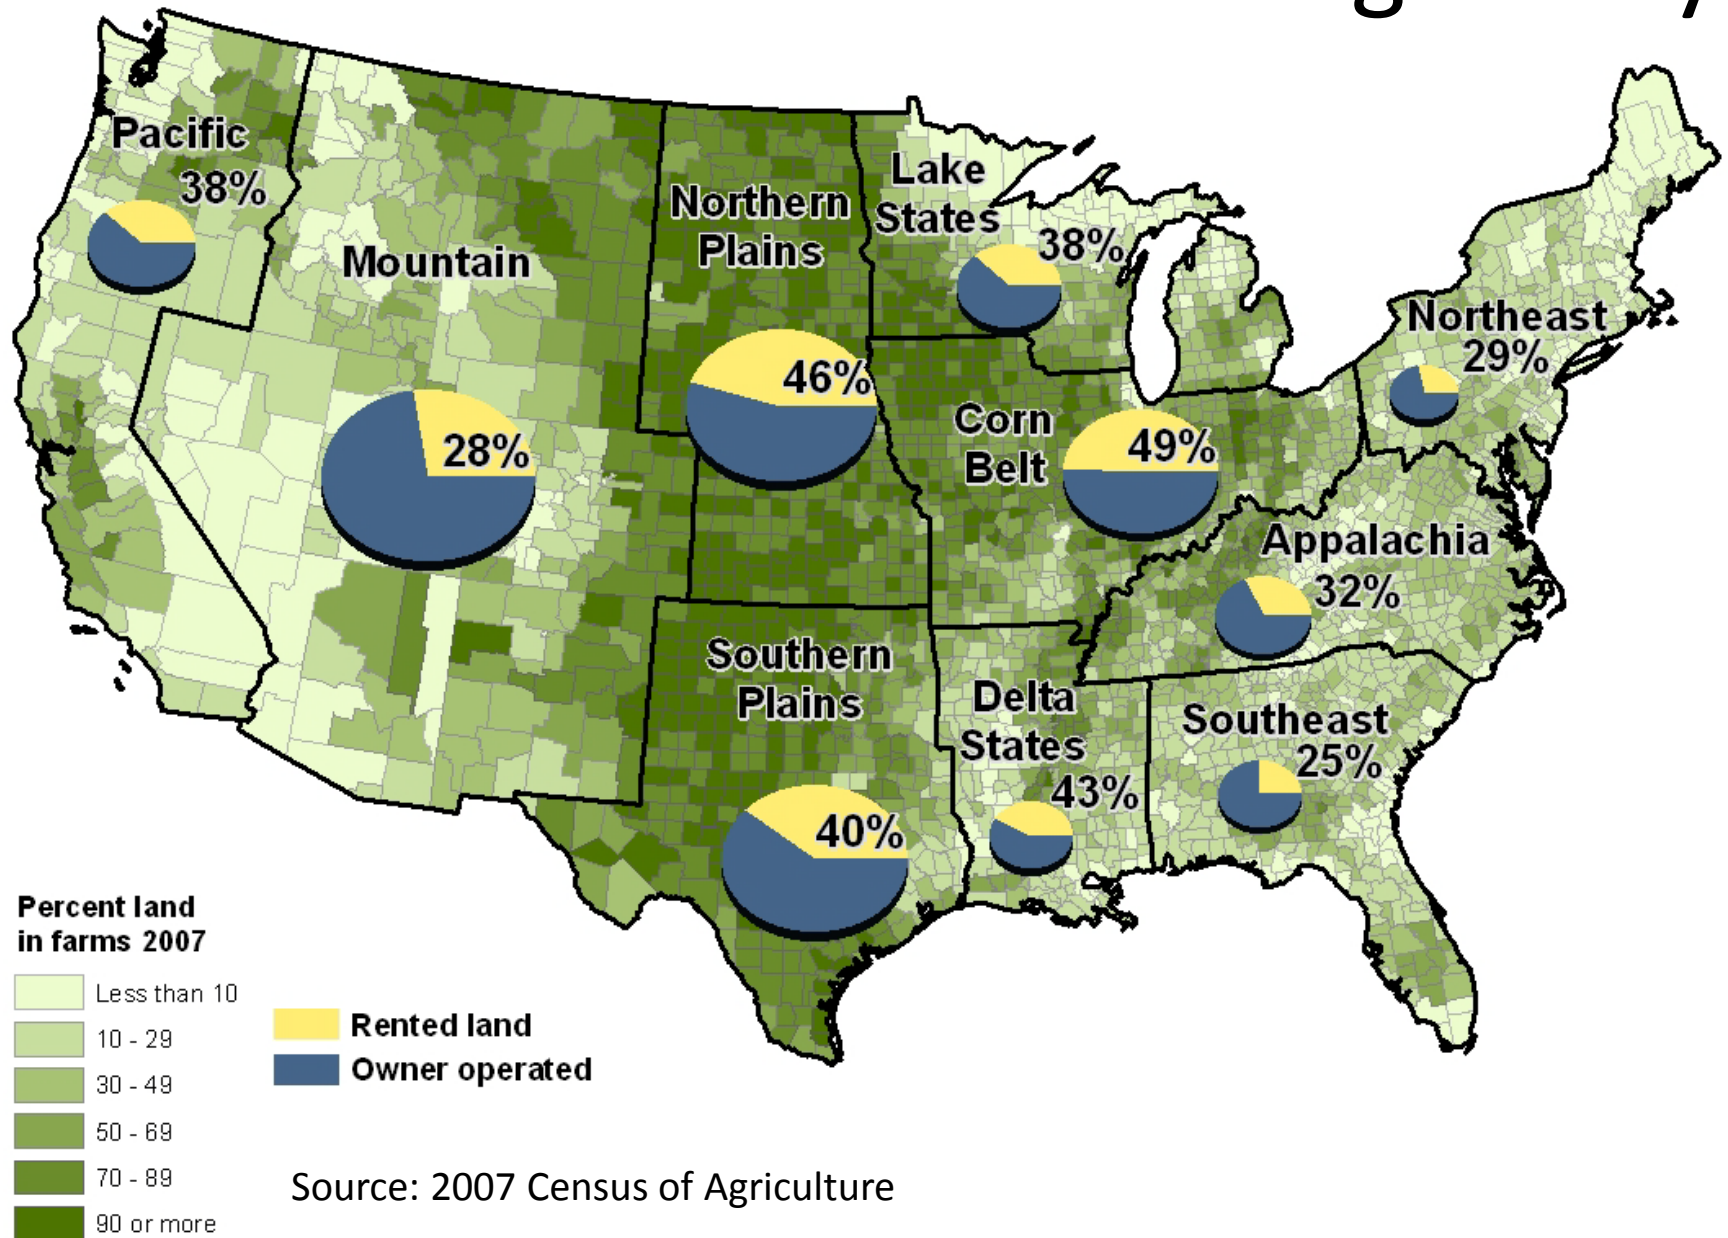 Pacific
38%
Mountain
28%
Northern
Plains
46%
Lake
States
38%
Corn
Belt
49%
Northeast
29%
Appalachia
32%
Southern
Plains
40%
Delta
States
43%
Southeast
25%
Percent land
in farms 2007
Less than 10
10 - 29
30 - 49
50 - 69
70 - 89
90 or more
Rented land
Owner operated
Source: 2007 Census of Agriculture